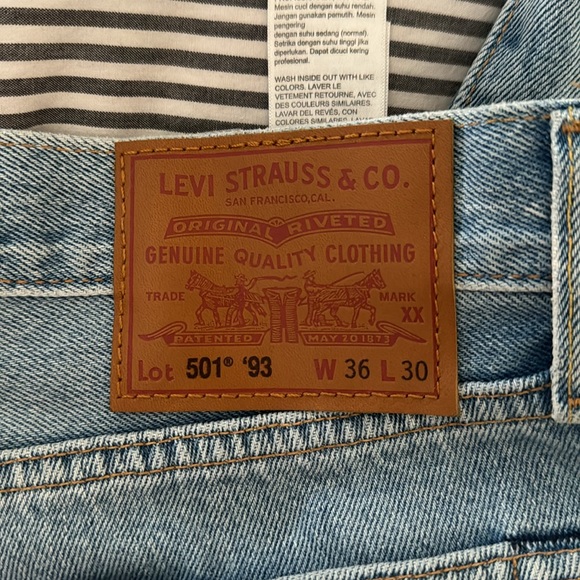 Mesin cuci dengan suhu rendah.
Jangan gunakan pemutih. Mesin
pengering
dengan suhu sedang (normal).
Setrika dengan suhu tinggi jika
diperlukan. Dapat dicuci kering
profesional.
WASH INSIDE OUT WITH LIKE
COLORS. LAVER LE
VETEMENT RETOURNE, AVEC
DES COULEURS SIMILAIRES.
LAVAR DEL REVÉS, CON
COLORES SIMILARES.
LEVI STRAUSS & CO.
SAN FRANCISCO, CAL.
ORIGINAL RIVETED
GENUINE QUALITY CLOTHING
TRADE MARK
XX
PATENTED MAY 20 1873
Lot 501® '93 W 36 L 30